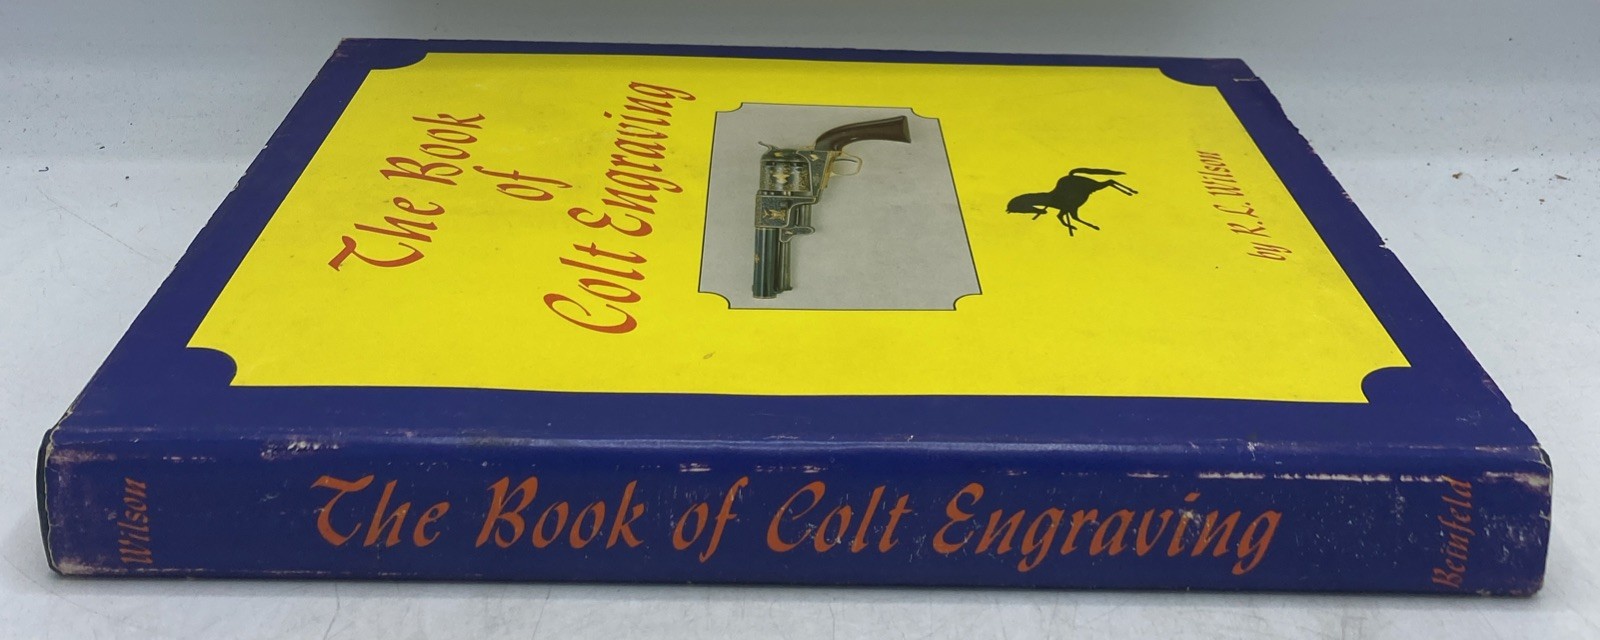 The Book
of
Colt Engraving
by R.L. Wilson
Wilson
The Book of Colt Engraving
Beinfeld